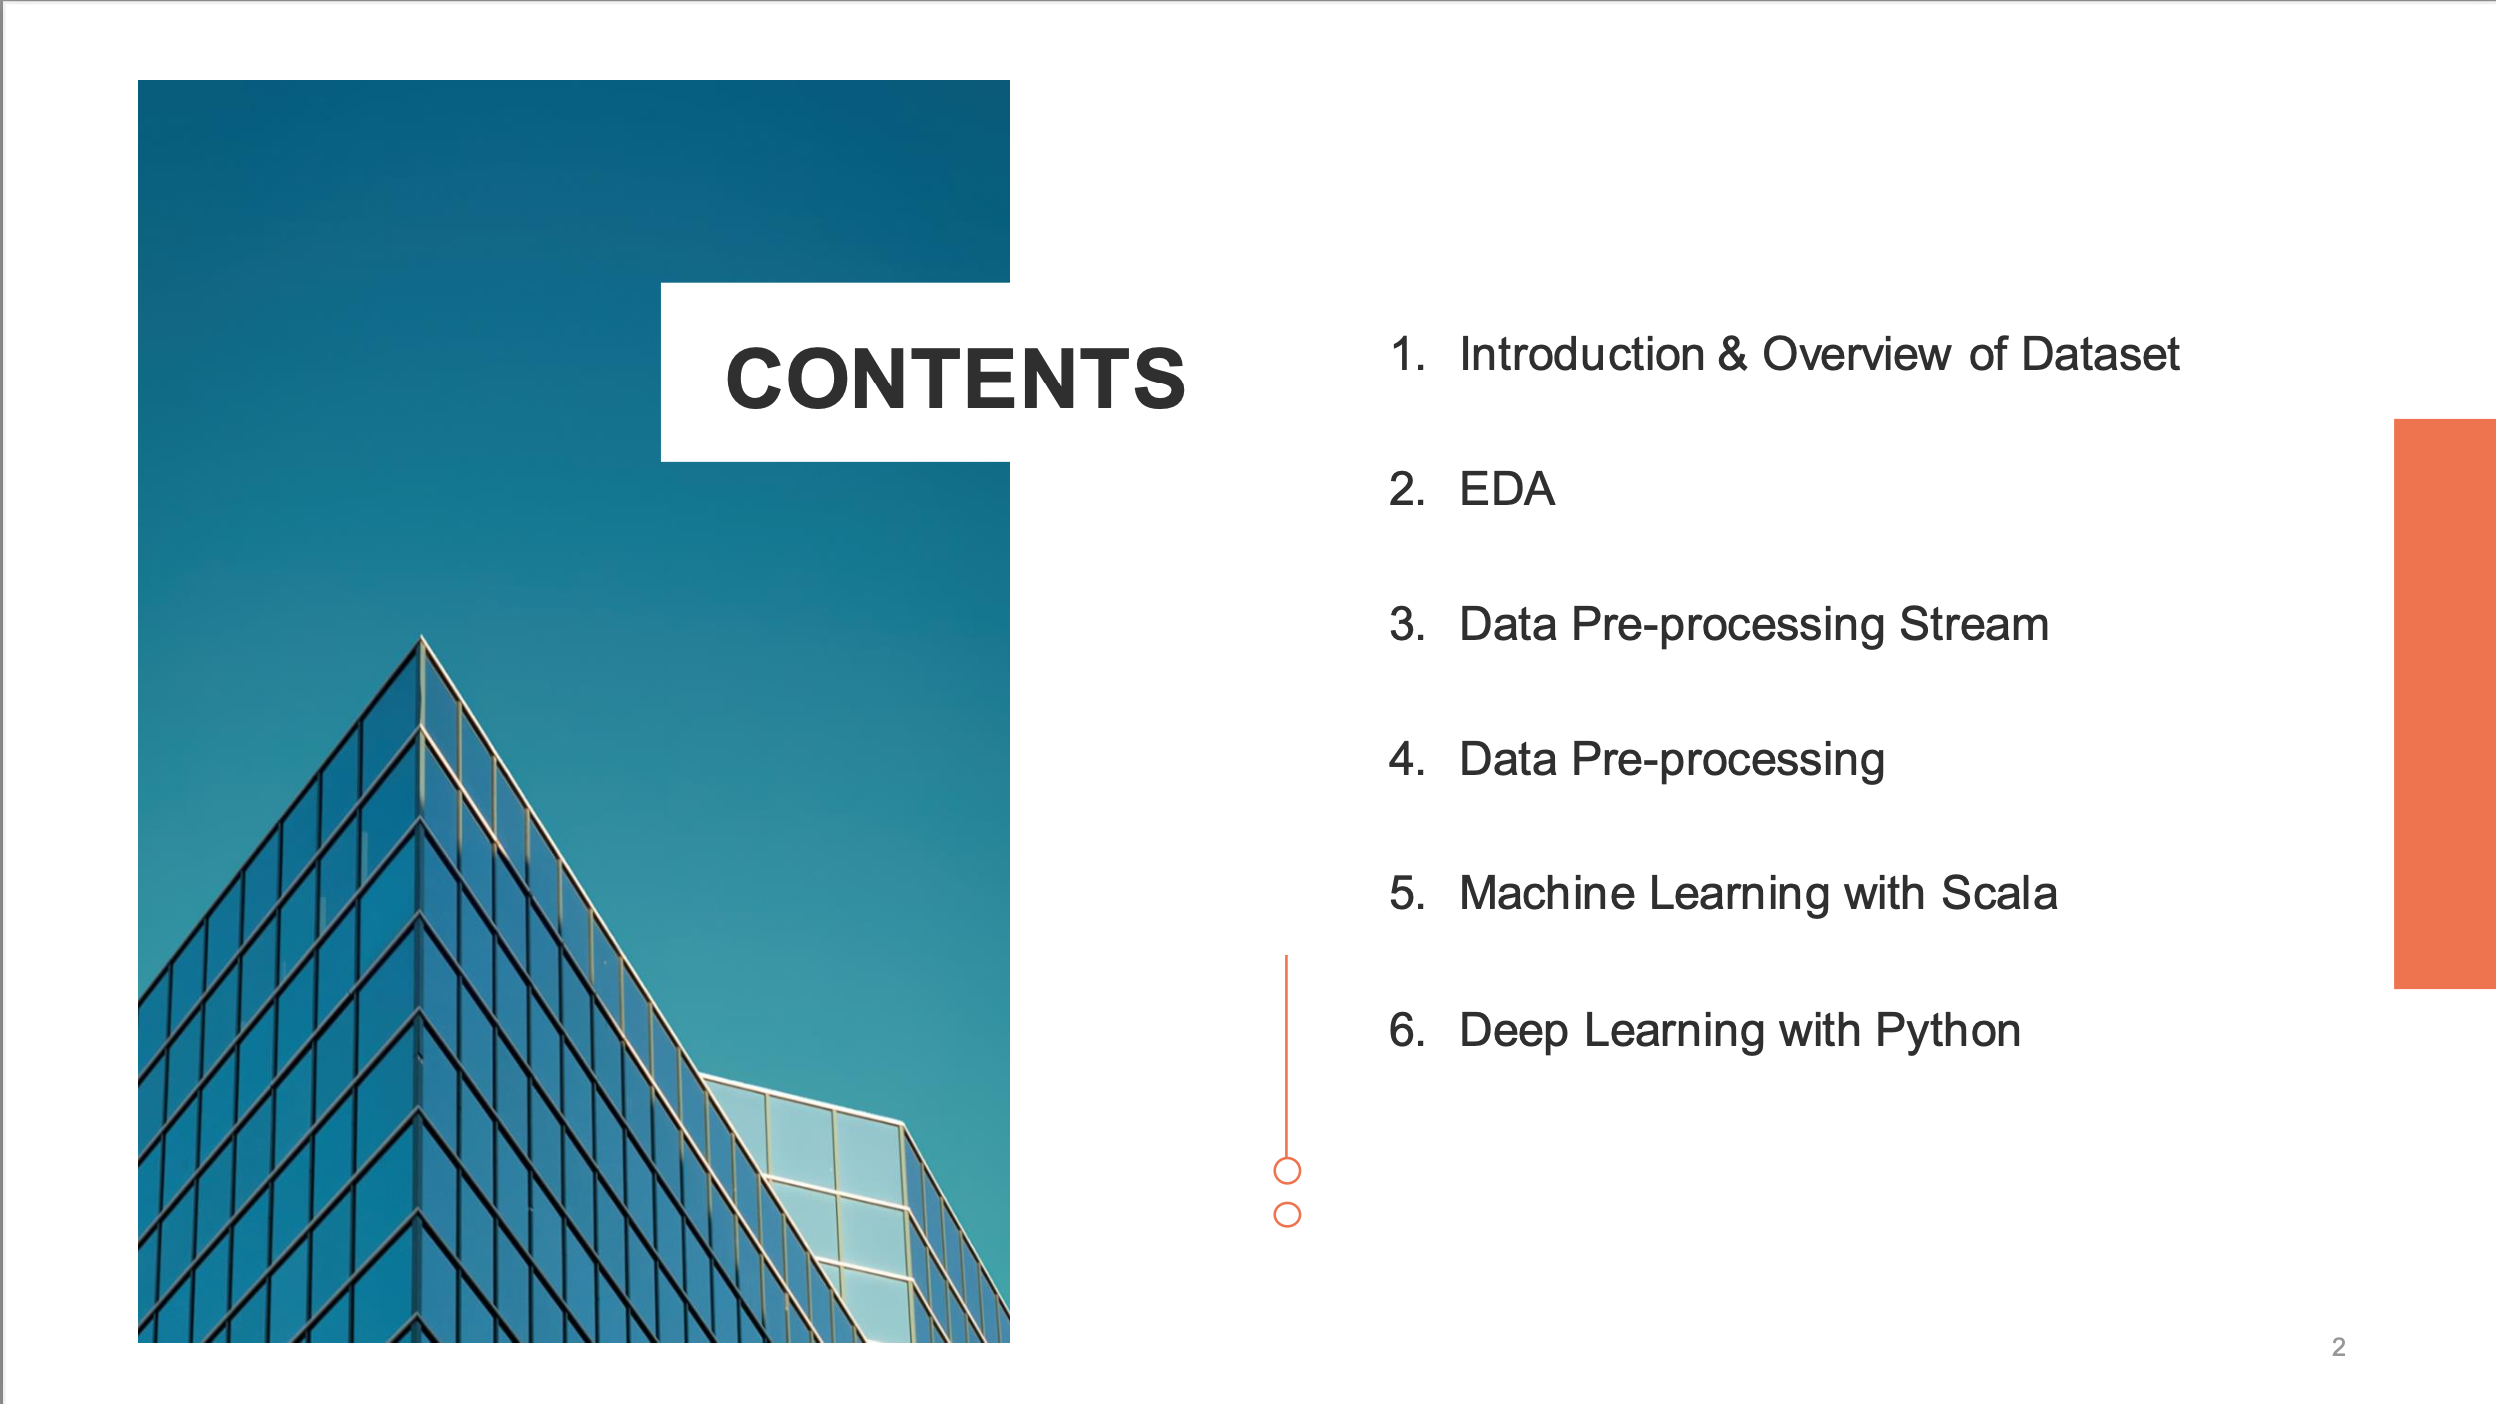 CONTENTS
1. Introduction & Overview of Dataset
2. EDA
3. Data Pre-processing Stream
4. Data Pre-processing
5. Machine Learning with Scala
6. Deep Learning with Python
2